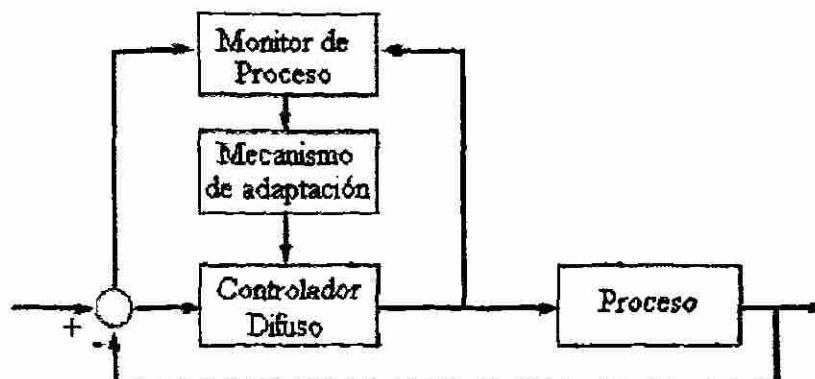 Monitor de
Proceso
Mecanismo
de adaptación
Controlador
Difuso
Proceso
+
-